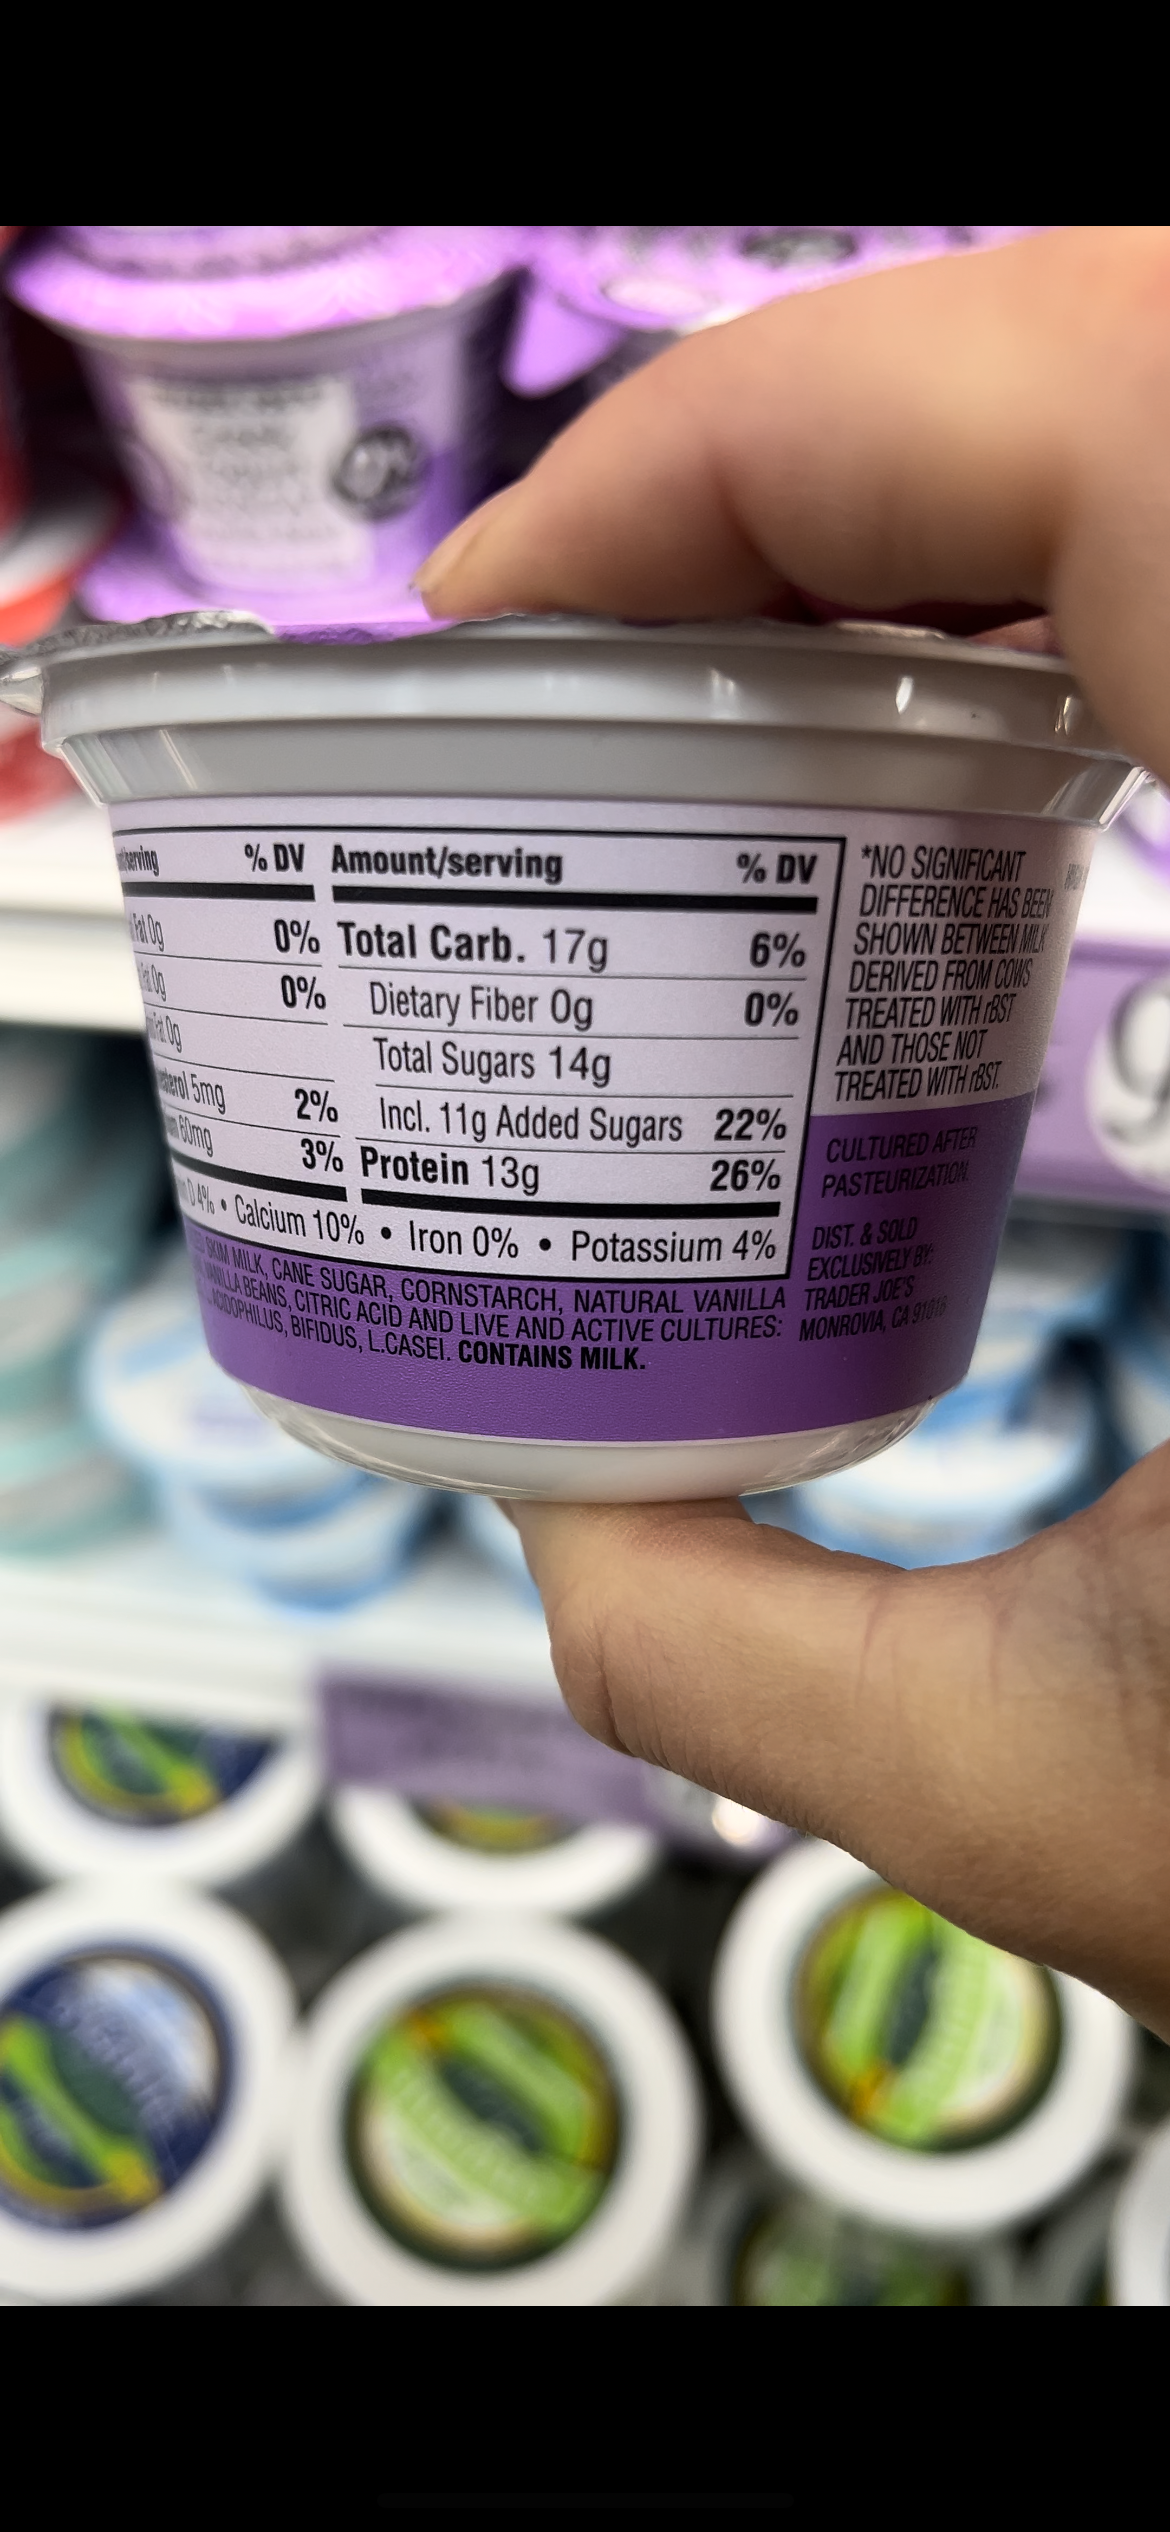 % DV
0%
0%
5mg 2%
60mg 3%
4% • Calcium 10% • Iron 0% • Potassium 4%
Amount/serving % DV
Total Carb. 17g 6%
Dietary Fiber 0g 0%
Total Sugars 14g
Incl. 11g Added Sugars 22%
Protein 13g 26%
SKIM MILK, CANE SUGAR, CORNSTARCH, NATURAL VANILLA
VANILLA BEANS, CITRIC ACID AND LIVE AND ACTIVE CULTURES:
ACIDOPHILUS, BIFIDUS, L.CASEI. CONTAINS MILK.
*NO SIGNIFICANT
DIFFERENCE HAS BEEN
SHOWN BETWEEN MILK
DERIVED FROM COWS
TREATED WITH rBST
AND THOSE NOT
TREATED WITH rBST.
CULTURED AFTER
PASTEURIZATION.
DIST. & SOLD
EXCLUSIVELY BY:
TRADER JOE'S
MONROVIA, CA 91016